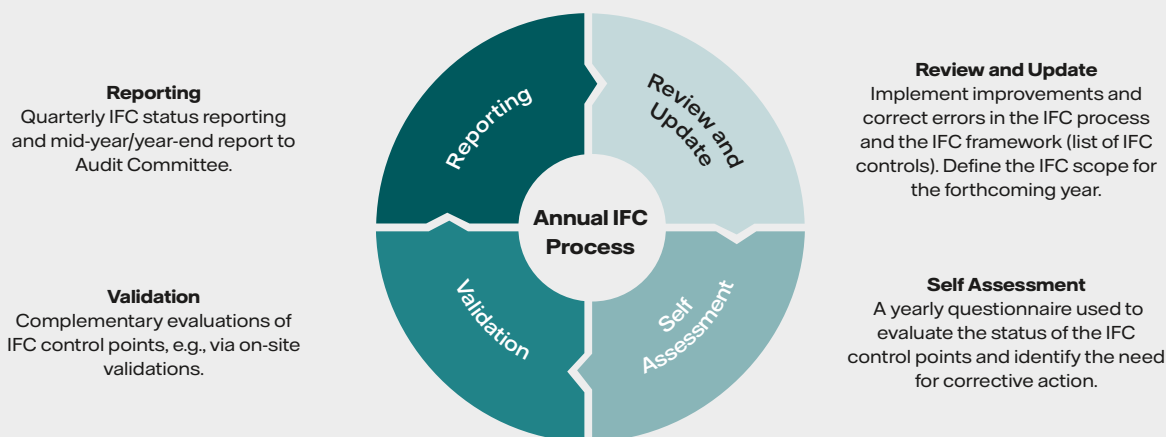 Reporting
Quarterly IFC status reporting
and mid-year/year-end report to
Audit Committee.
Validation
Complementary evaluations of
IFC control points, e.g., via on-site
validations.
Reporting
Review and
Update
Annual IFC
Process
Validation
Self
Assessment
Review and Update
Implement improvements and
correct errors in the IFC process
and the IFC framework (list of IFC
controls). Define the IFC scope for
the forthcoming year.
Self Assessment
A yearly questionnaire used to
evaluate the status of the IFC
control points and identify the need
for corrective action.